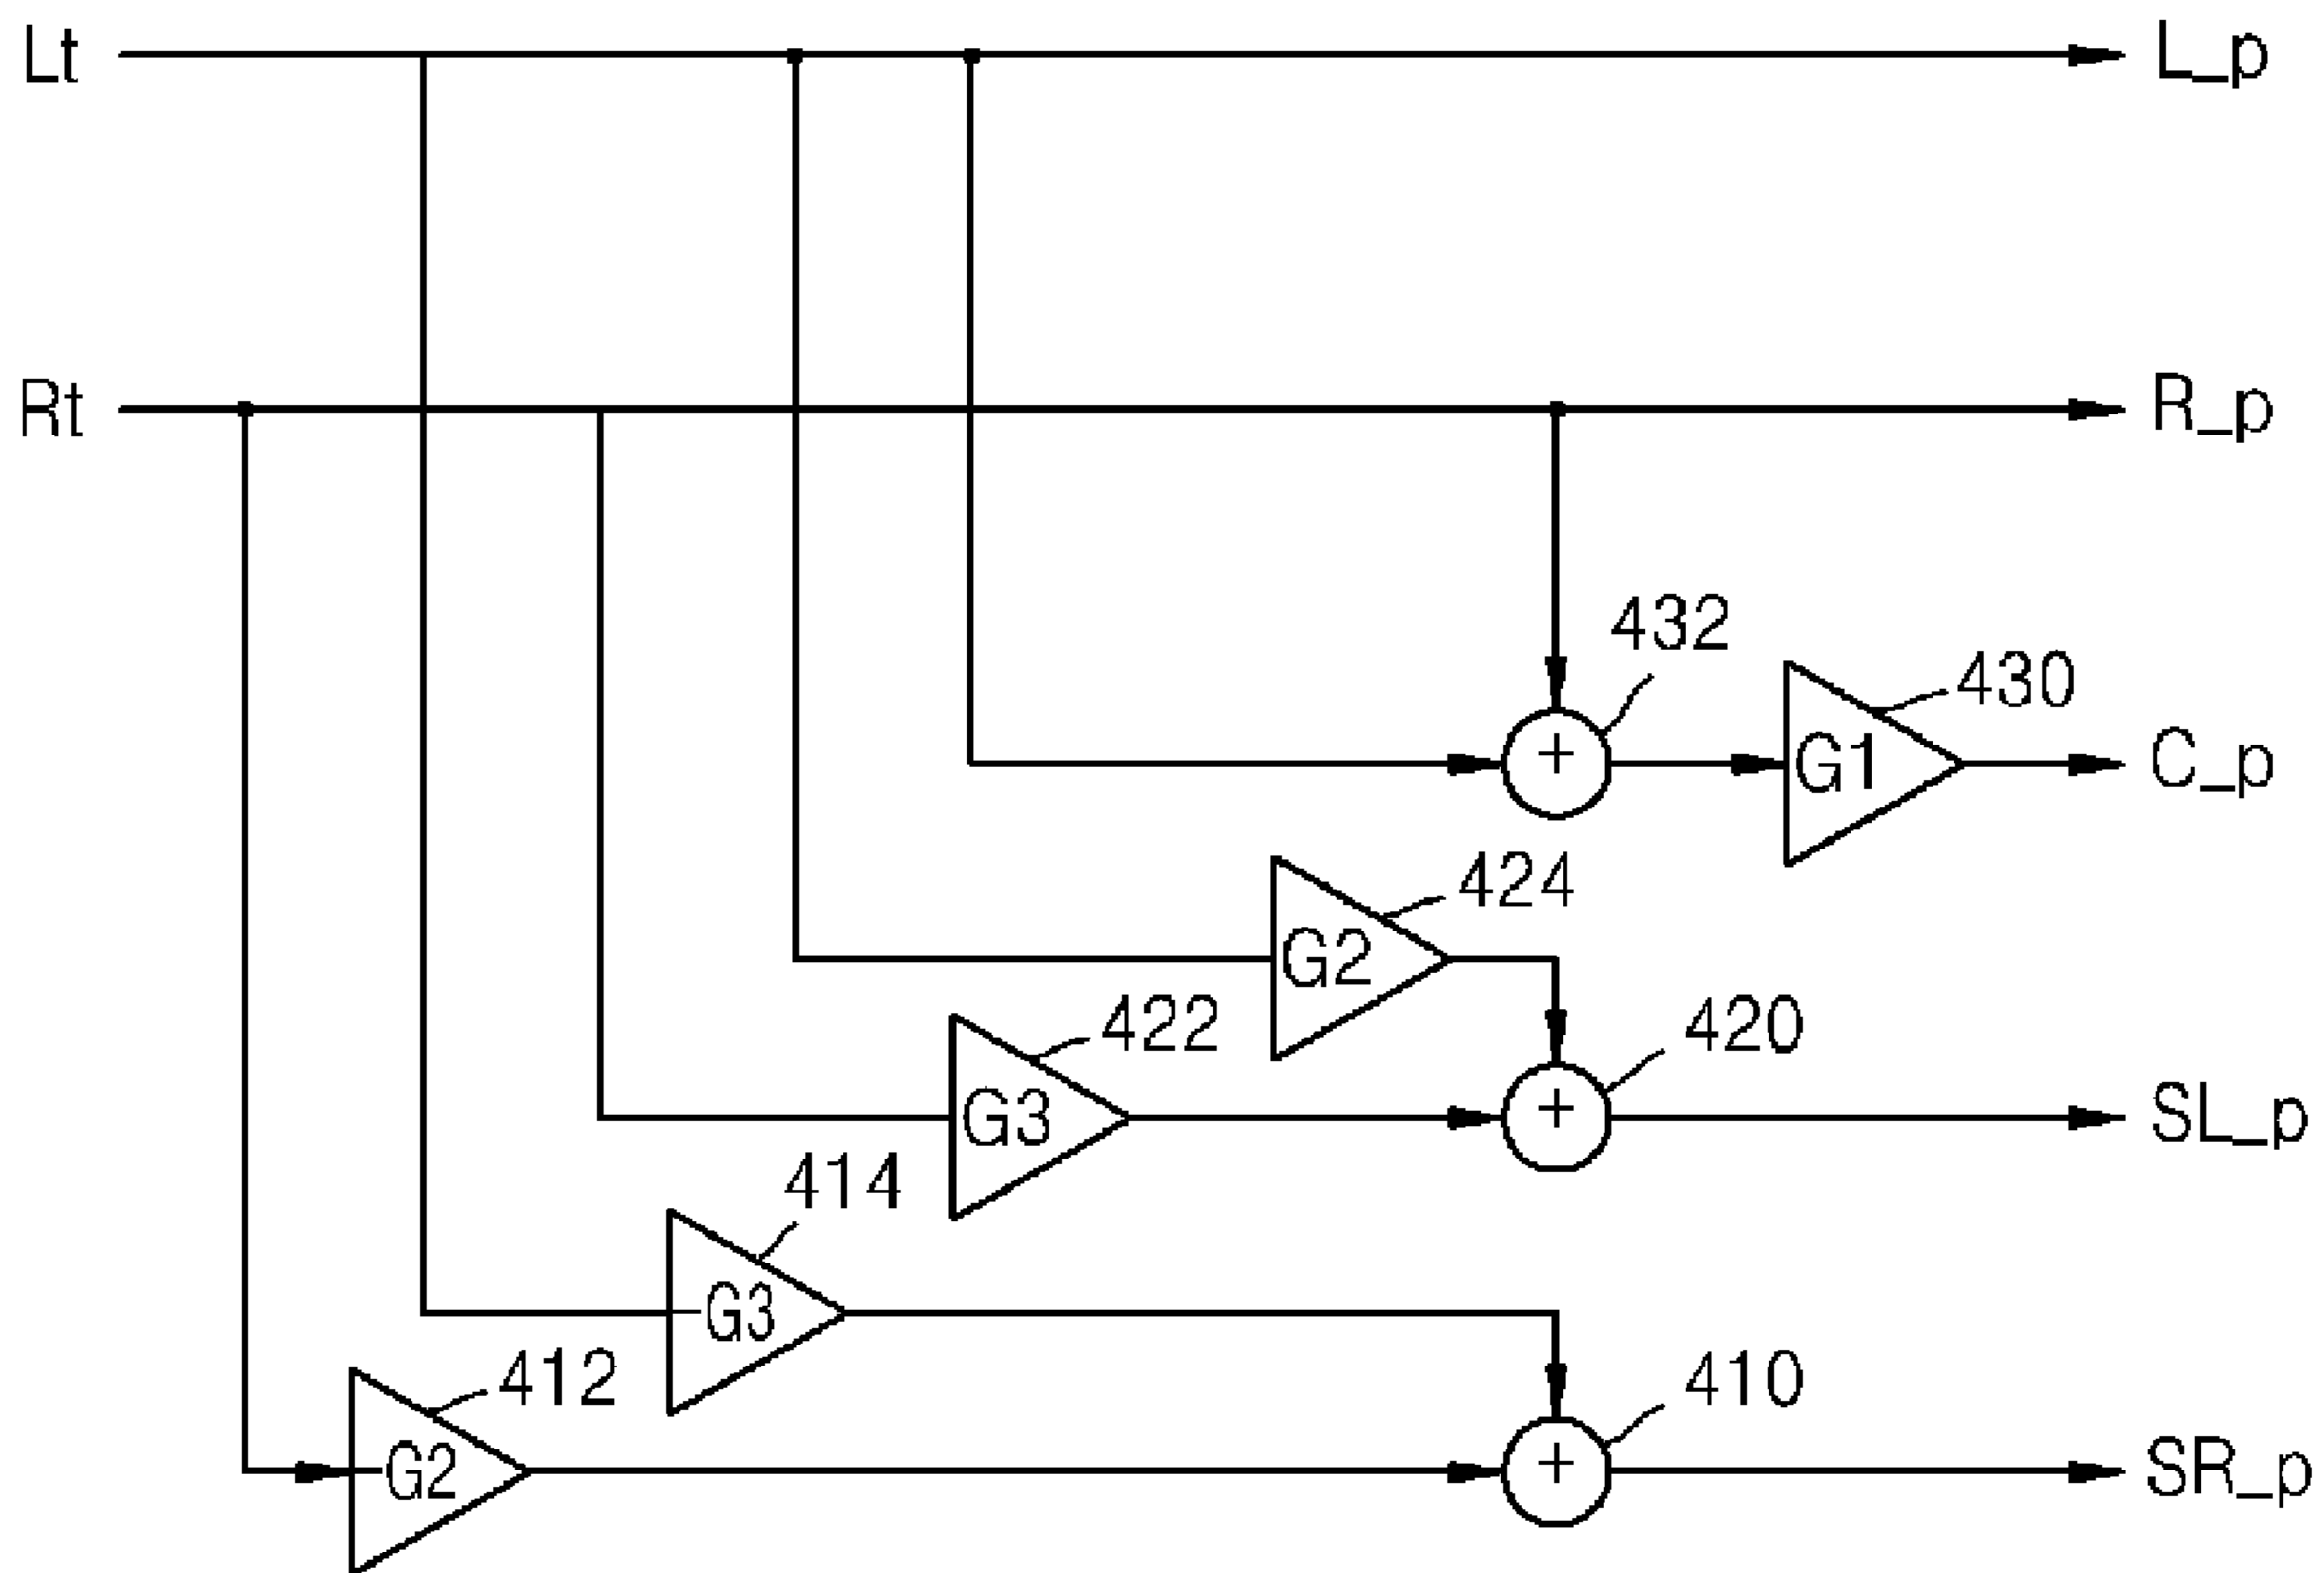 Lt
L_p
Rt
R_p
432
430
+
G1
C_p
424
G2
422
420
G3
+
SL_p
414
-G3
412
410
-G2
+
SR_p